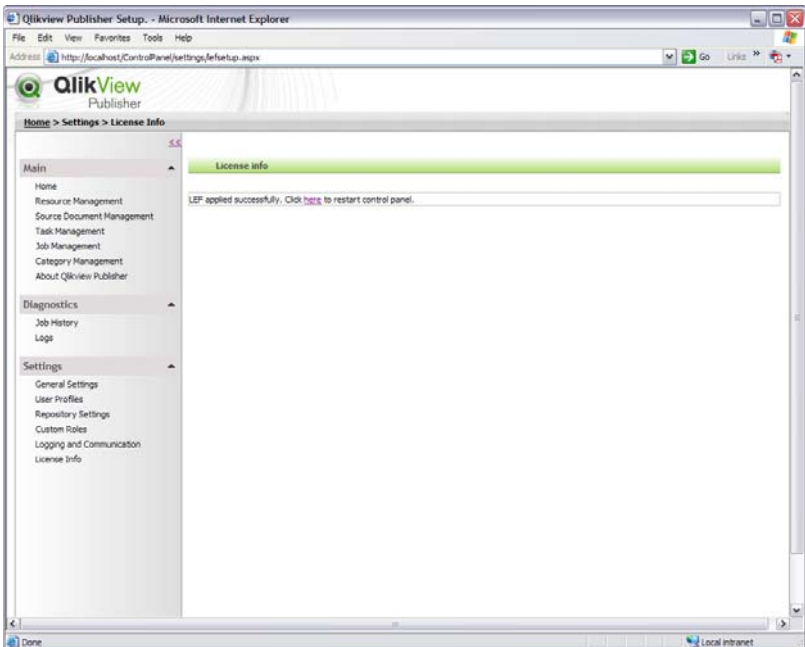 Qlikview Publisher Setup. - Microsoft Internet Explorer
File Edit View Favorites Tools Help
Address http://localhost/ControlPanel/settings/lefsetup.aspx Go Links »
QlikView
Publisher
Home > Settings > License Info
<<
Main
Home
Resource Management
Source Document Management
Task Management
Job Management
Category Management
About Qlikview Publisher
Diagnostics
Job History
Logs
Settings
General Settings
User Profiles
Repository Settings
Custom Roles
Logging and Communication
License Info
License info
LEF applied successfully. Click here to restart control panel.
Done Local intranet